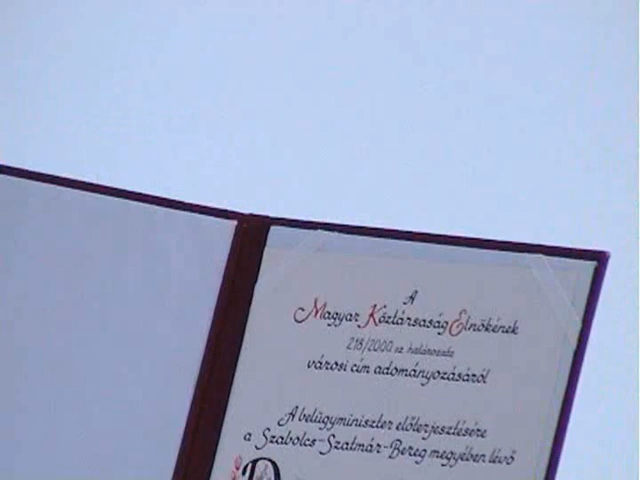 A
Magyar Köztársaság Elnökének
218/2000 sz. határozata
városi cím adományozásáról
A belügyminiszter előterjesztésére
a Szabolcs-Szatmár-Bereg megyében lévő